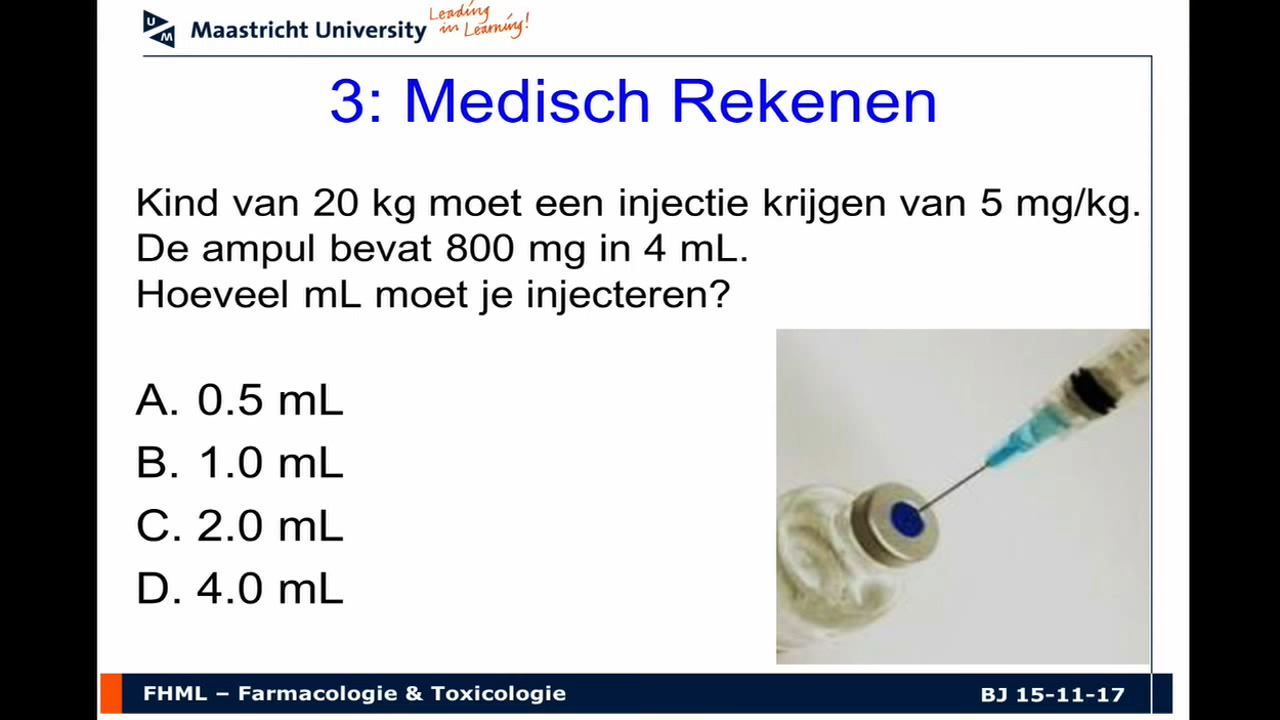 UM Maastricht University Leading in Learning!
3: Medisch Rekenen
Kind van 20 kg moet een injectie krijgen van 5 mg/kg.
De ampul bevat 800 mg in 4 mL.
Hoeveel mL moet je injecteren?
A. 0.5 mL
B. 1.0 mL
C. 2.0 mL
D. 4.0 mL
FHML – Farmacologie & Toxicologie
BJ 15-11-17